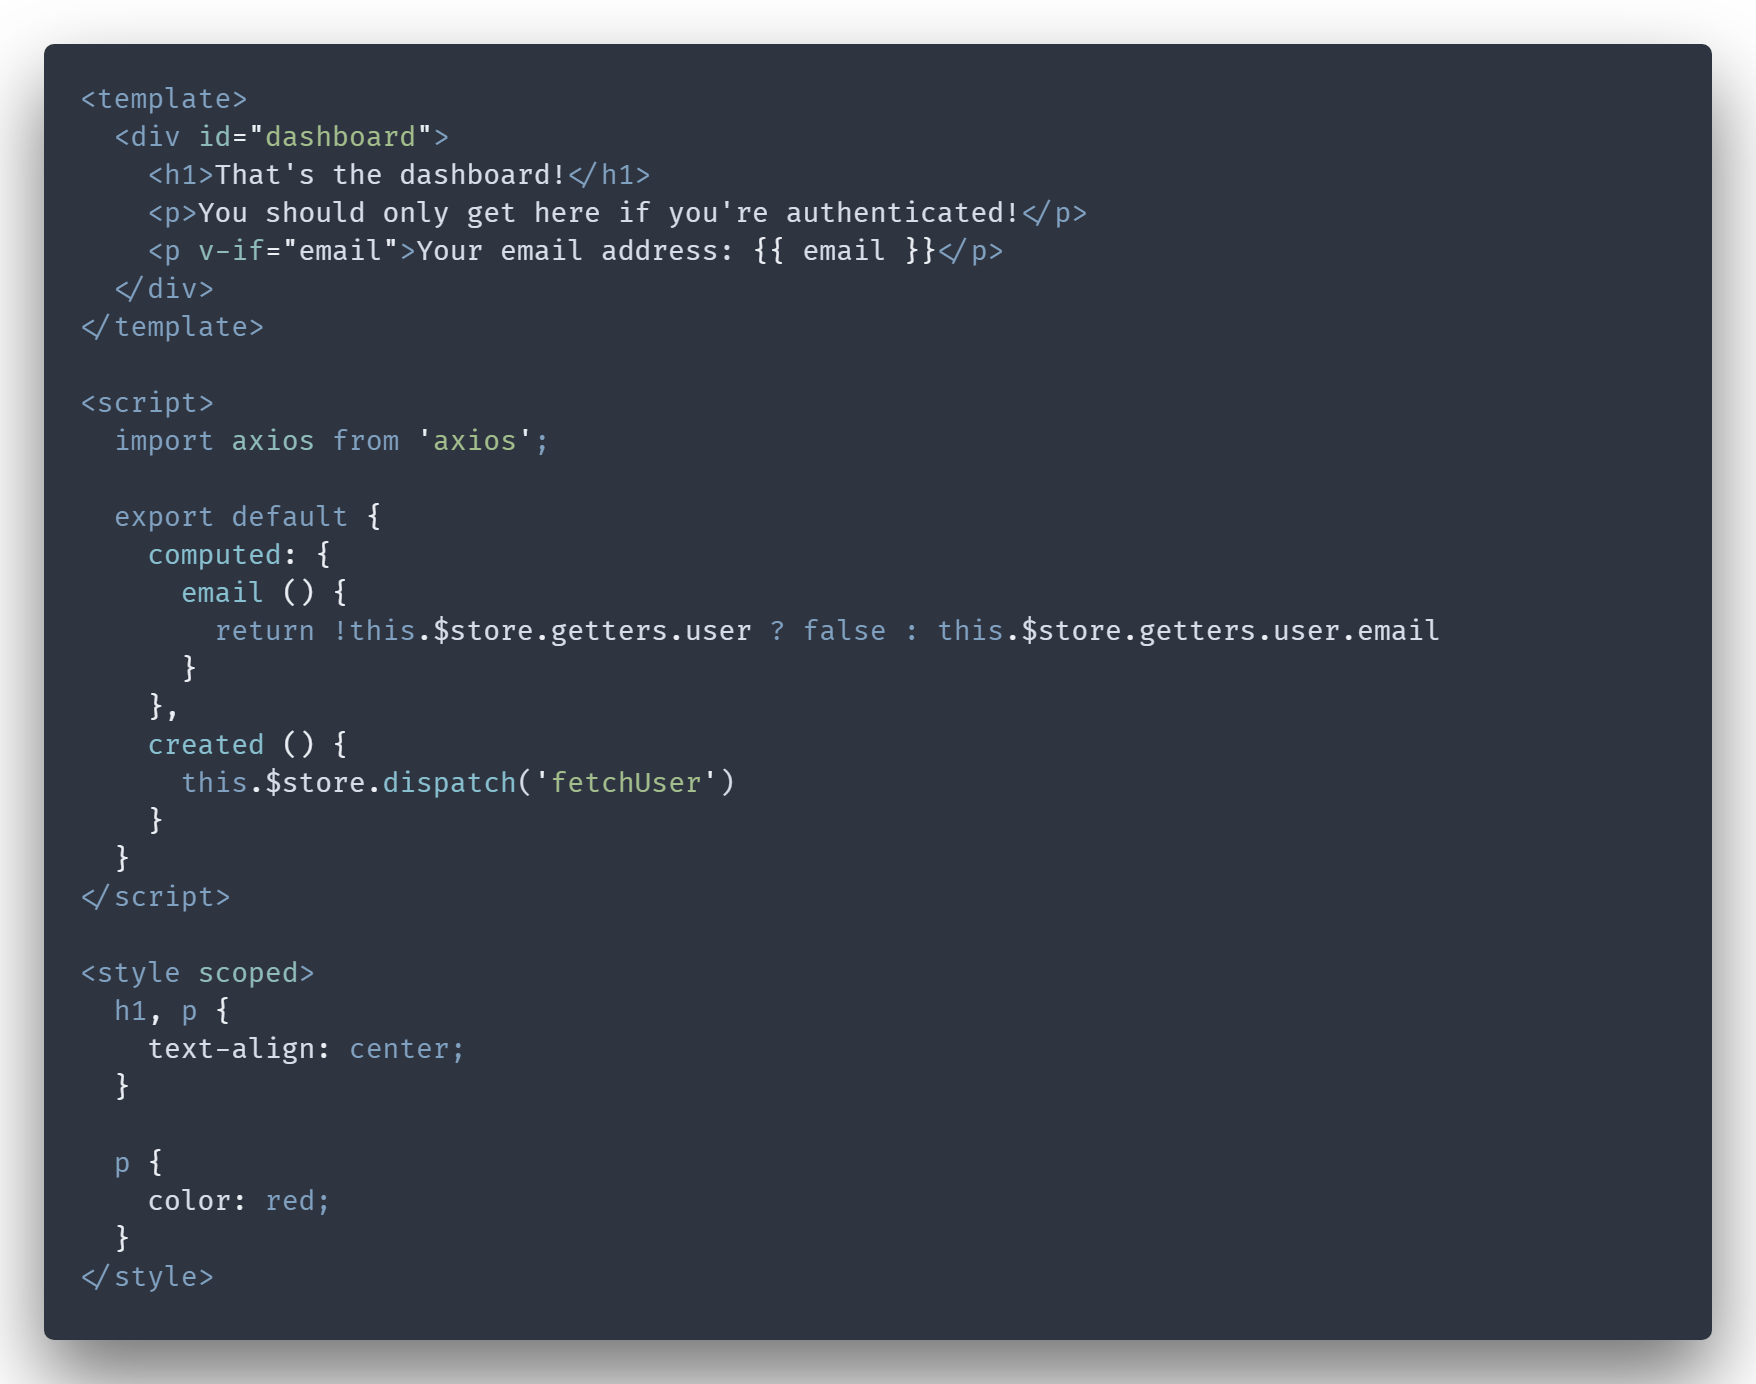 <template>
  <div id="dashboard">
    <h1>That's the dashboard!</h1>
    <p>You should only get here if you're authenticated!</p>
    <p v-if="email">Your email address: {{ email }}</p>
  </div>
</template>

<script>
  import axios from 'axios';

  export default {
    computed: {
      email () {
        return !this.$store.getters.user ? false : this.$store.getters.user.email
      }
    },
    created () {
      this.$store.dispatch('fetchUser')
    }
  }
</script>

<style scoped>
  h1, p {
    text-align: center;
  }

  p {
    color: red;
  }
</style>